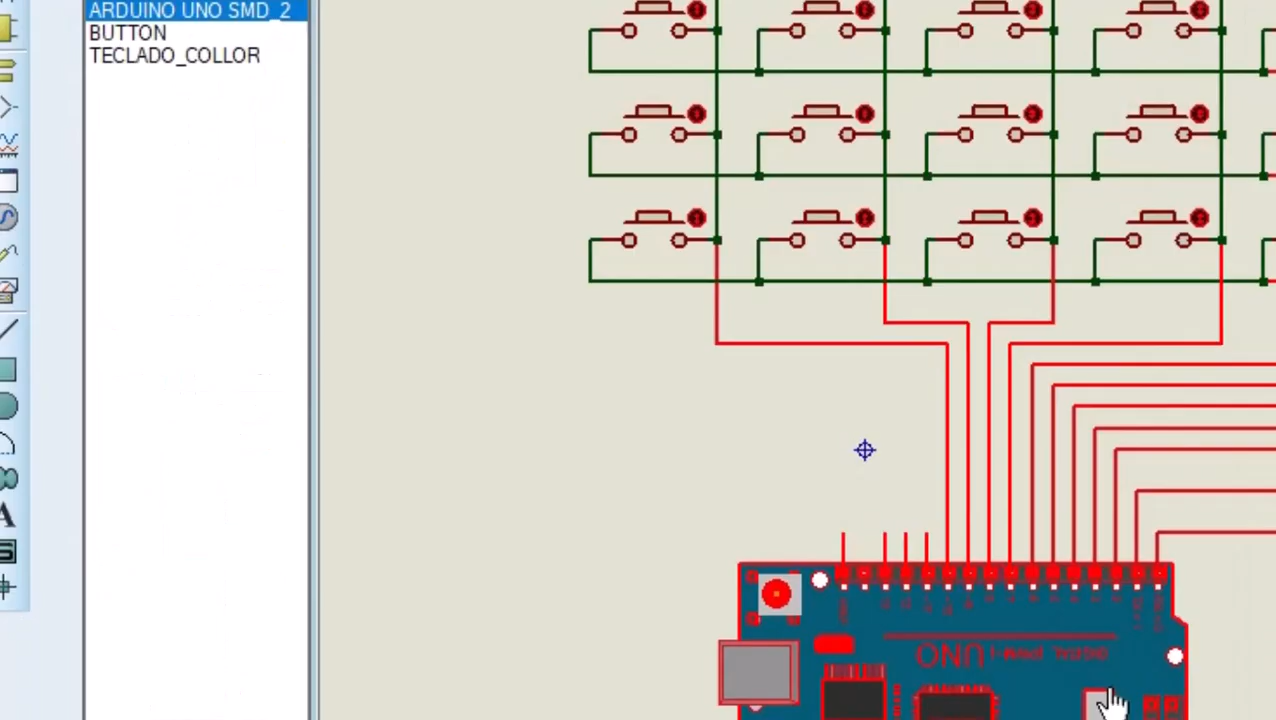 ARDUINO UNO SMD_2
BUTTON
TECLADO_COLLOR
A
UNO